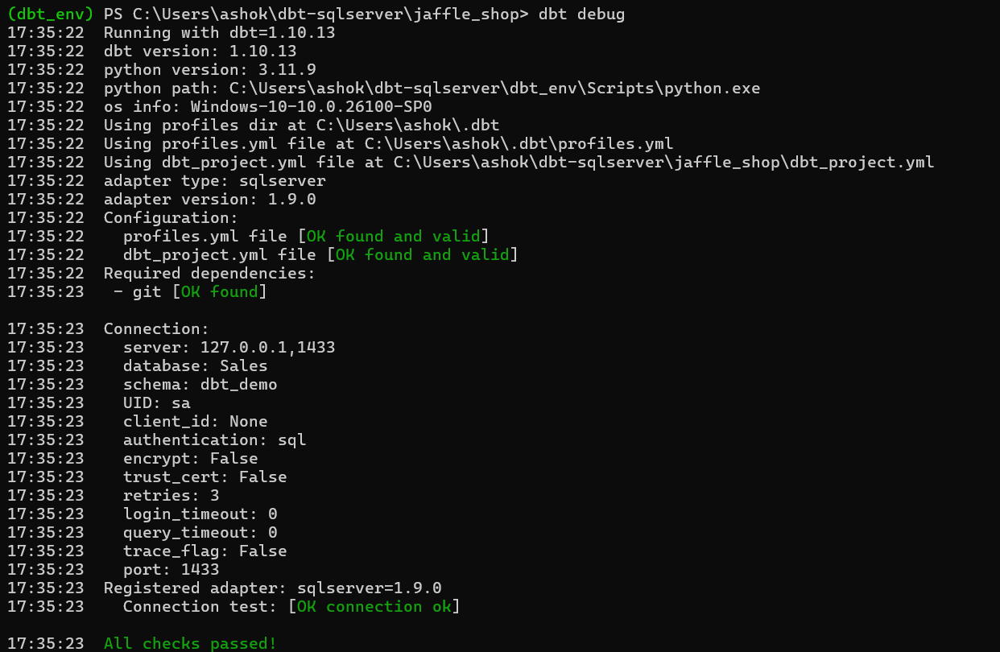 (dbt_env) PS C:\Users\ashok\dbt-sqlserver\jaffle_shop> dbt debug
17:35:22  Running with dbt=1.10.13
17:35:22  dbt version: 1.10.13
17:35:22  python version: 3.11.9
17:35:22  python path: C:\Users\ashok\dbt-sqlserver\dbt_env\Scripts\python.exe
17:35:22  os info: Windows-10-10.0.26100-SP0
17:35:22  Using profiles dir at C:\Users\ashok\.dbt
17:35:22  Using profiles.yml file at C:\Users\ashok\.dbt\profiles.yml
17:35:22  Using dbt_project.yml file at C:\Users\ashok\dbt-sqlserver\jaffle_shop\dbt_project.yml
17:35:22  adapter type: sqlserver
17:35:22  adapter version: 1.9.0
17:35:22  Configuration:
17:35:22    profiles.yml file [OK found and valid]
17:35:22    dbt_project.yml file [OK found and valid]
17:35:22  Required dependencies:
17:35:23   - git [OK found]

17:35:23  Connection:
17:35:23    server: 127.0.0.1,1433
17:35:23    database: Sales
17:35:23    schema: dbt_demo
17:35:23    UID: sa
17:35:23    client_id: None
17:35:23    authentication: sql
17:35:23    encrypt: False
17:35:23    trust_cert: False
17:35:23    retries: 3
17:35:23    login_timeout: 0
17:35:23    query_timeout: 0
17:35:23    trace_flag: False
17:35:23    port: 1433
17:35:23  Registered adapter: sqlserver=1.9.0
17:35:23    Connection test: [OK connection ok]

17:35:23  All checks passed!